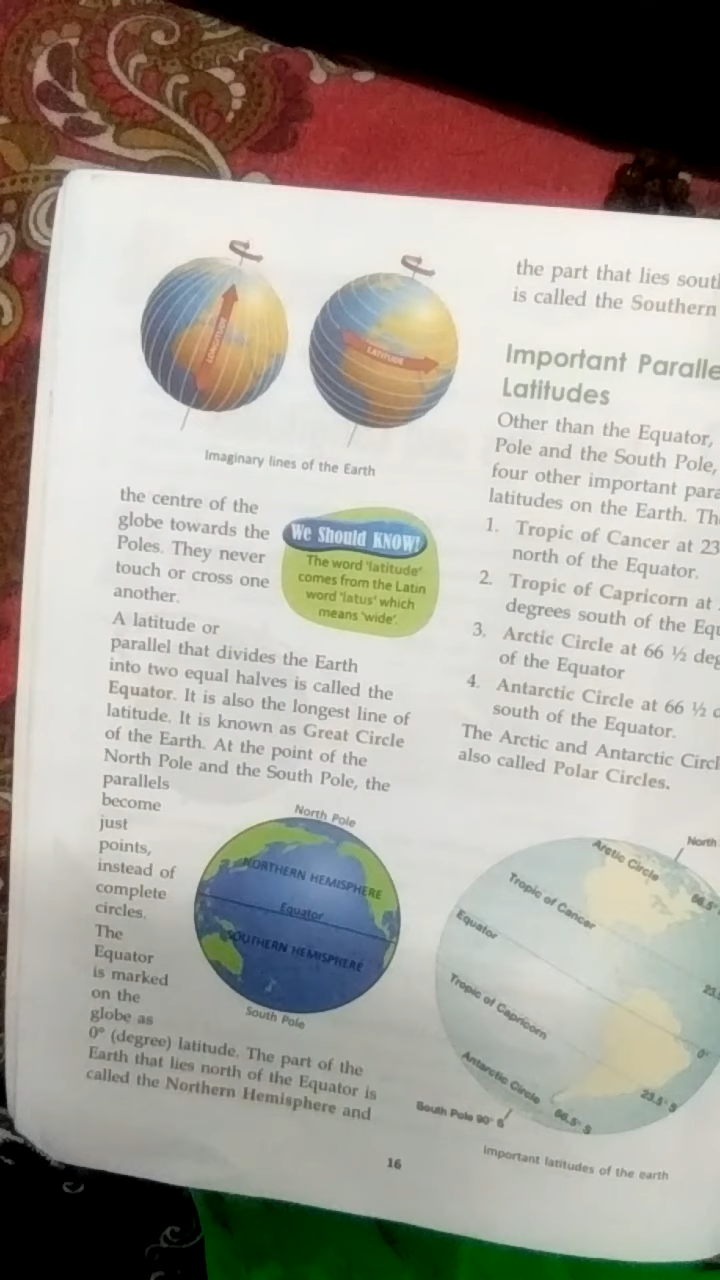 LONGITUDE
LATITUDE
Imaginary lines of the Earth
the centre of the
globe towards the
Poles. They never
touch or cross one
another.
We Should KNOW!
The word 'latitude'
comes from the Latin
word 'latus' which
means 'wide'.
A latitude or
parallel that divides the Earth
into two equal halves is called the
Equator. It is also the longest line of
latitude. It is known as Great Circle
of the Earth. At the point of the
North Pole and the South Pole, the
parallels
become
just
points,
instead of
complete
circles.
The
Equator
is marked
on the
globe as
0° (degree) latitude. The part of the
Earth that lies north of the Equator is
called the Northern Hemisphere and
North Pole
NORTHERN HEMISPHERE
Equator
SOUTHERN HEMISPHERE
South Pole
the part that lies
is called the Southern
Important
Latitudes
Other than the Equator,
Pole and the South Pole,
four other important
latitudes on the Earth.
1. Tropic of Cancer at 23
north of the Equator.
2. Tropic of Capricorn at
degrees south of the
3. Arctic Circle at 66 ½
of the Equator
4. Antarctic Circle at 66 ½
south of the Equator.
The Arctic and Antarctic
also called Polar Circles.
North
Arctic Circle
66.5°
Tropic of Cancer
Equator
0°
Tropic of Capricorn
23.5° S
Antarctic Circle
66.5° S
South Pole 90° S
Important latitudes of the earth
16